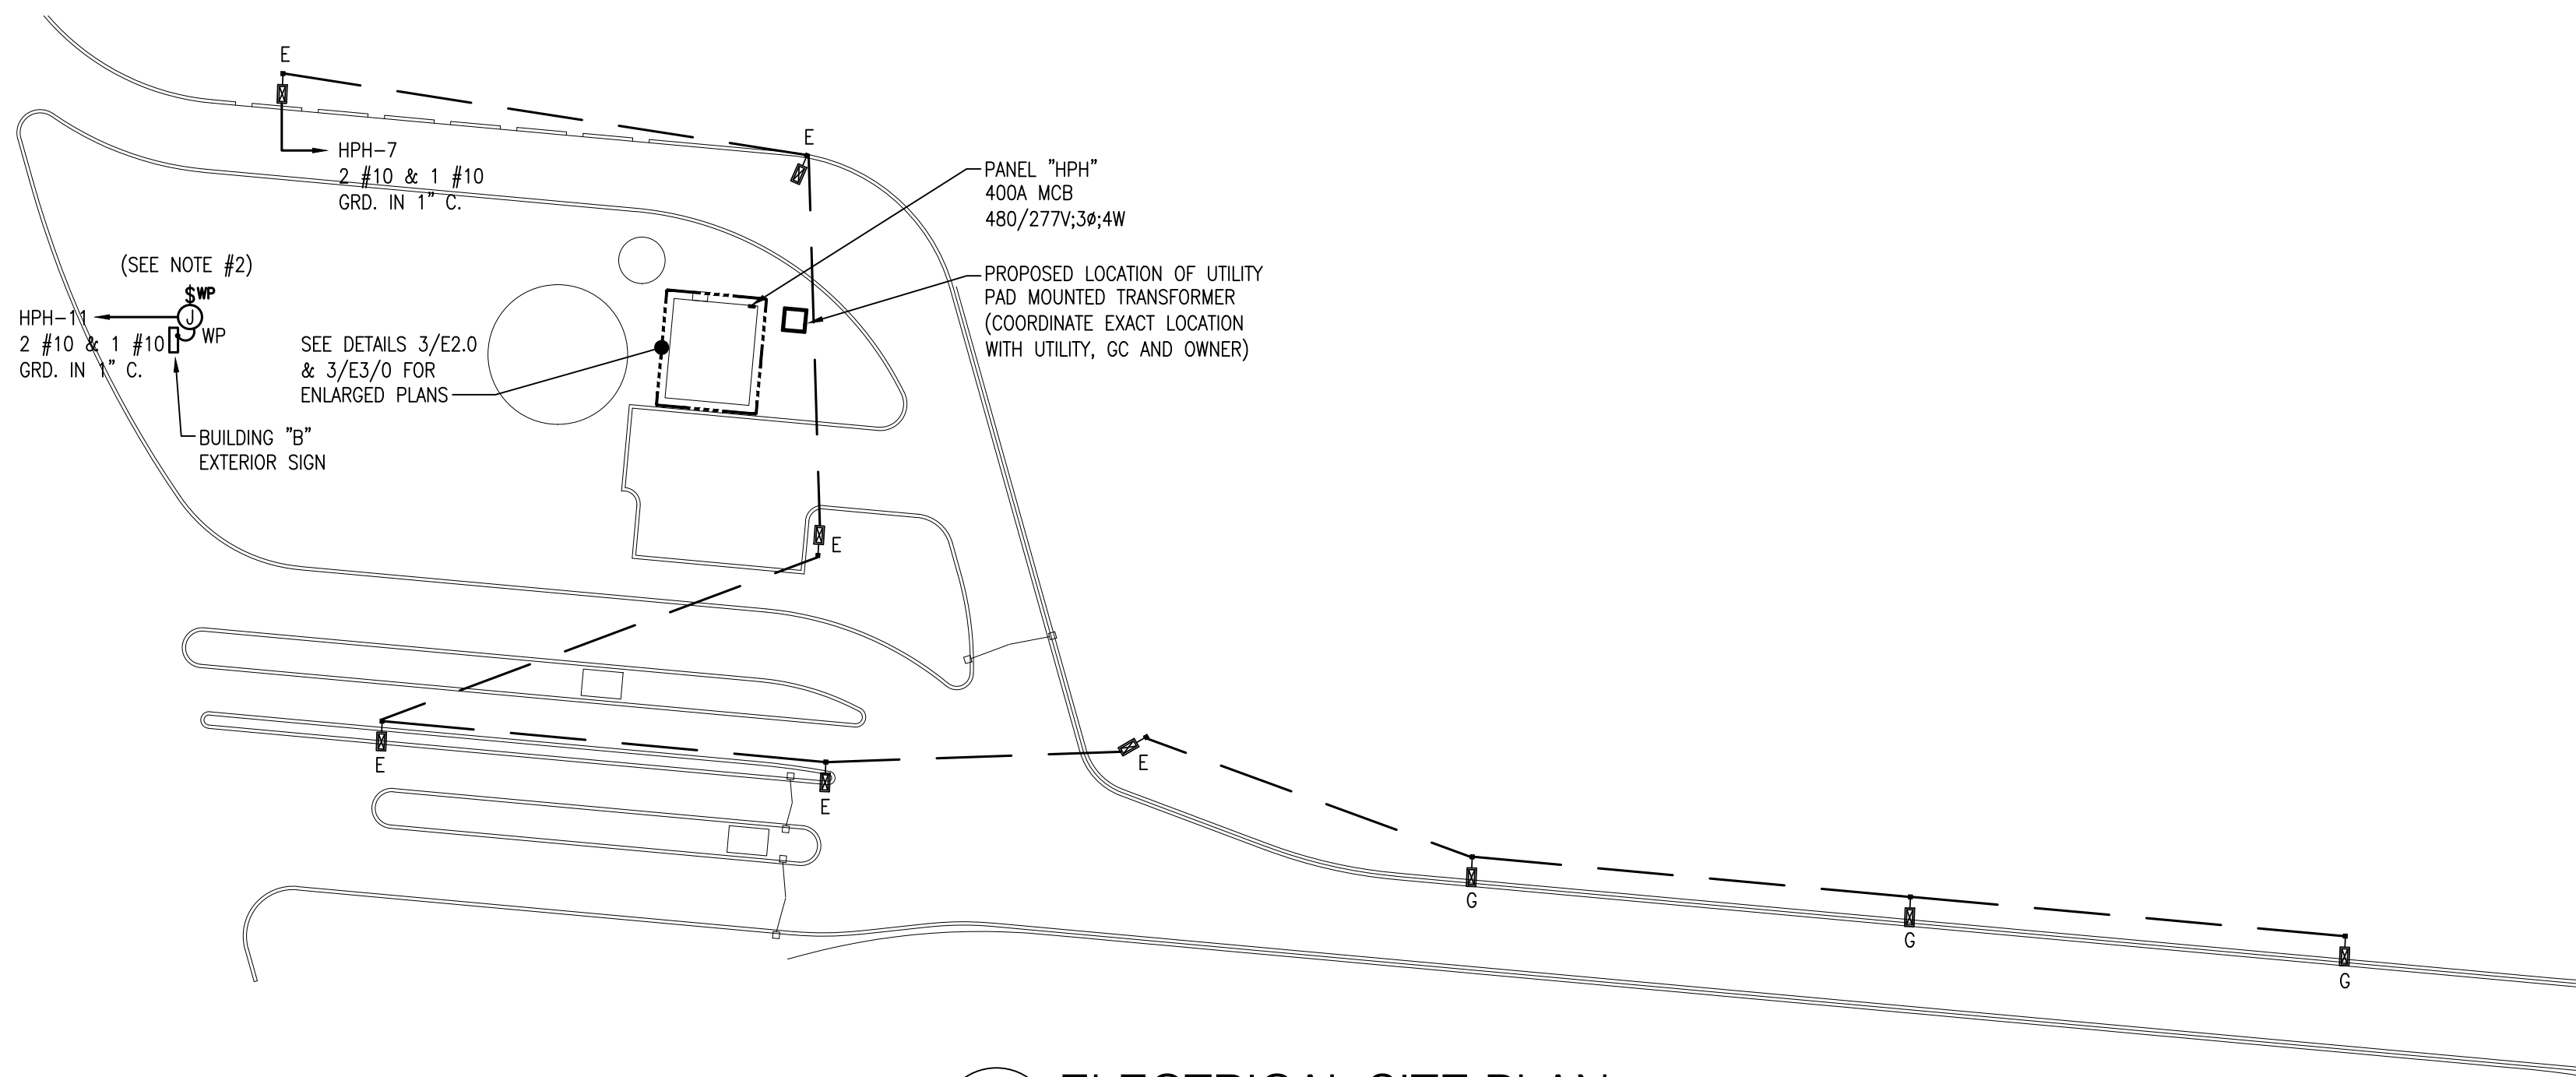 E
E
HPH-7
2 #10 & 1 #10
GRD. IN 1" C.
PANEL "HPH"
400A MCB
480/277V;3ø;4W
(SEE NOTE #2)
$WP
J
WP
HPH-11
2 #10 & 1 #10
GRD. IN 1" C.
PROPOSED LOCATION OF UTILITY
PAD MOUNTED TRANSFORMER
(COORDINATE EXACT LOCATION
WITH UTILITY, GC AND OWNER)
SEE DETAILS 3/E2.0
& 3/E3/0 FOR
ENLARGED PLANS
BUILDING "B"
EXTERIOR SIGN
E
E
E
E
G
G
G
ELECTRICAL SITE PLAN